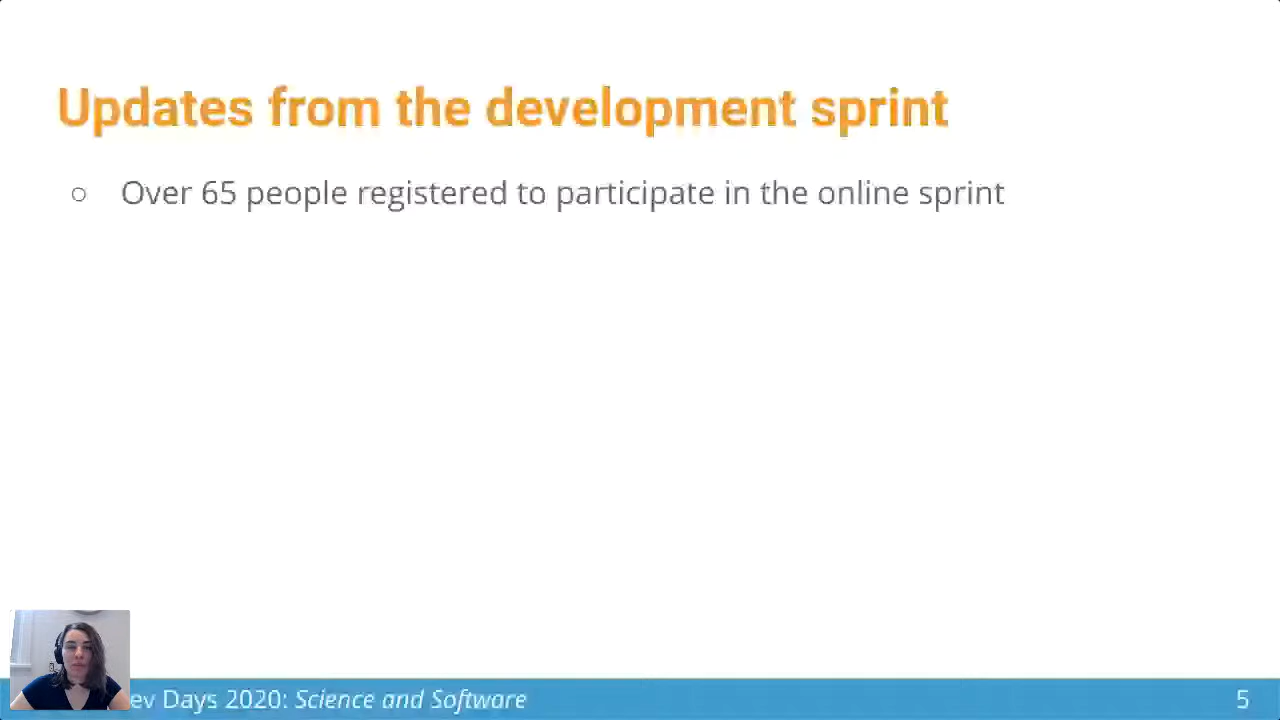 Updates from the development sprint
○ Over 65 people registered to participate in the online sprint
Days 2020: Science and Software
5